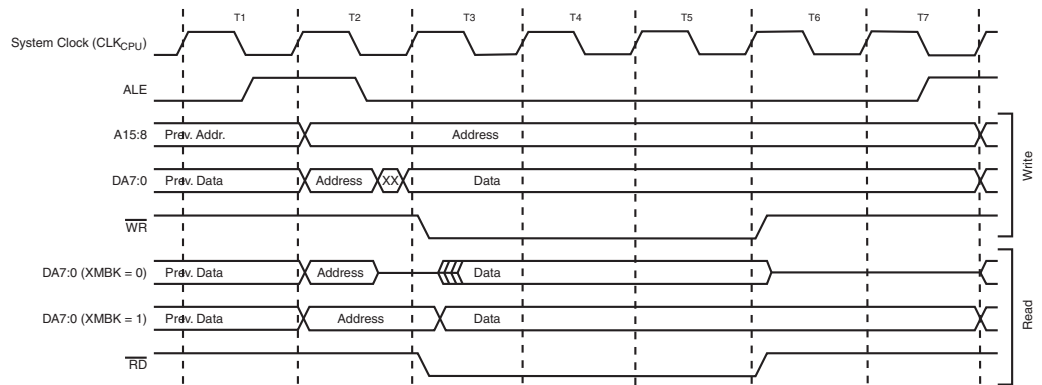 T1 T2 T3 T4 T5 T6 T7
System Clock (CLKCPU)
ALE
A15:8 Prev. Addr. Address
DA7:0 Prev. Data Address XX Data
WR
Write
DA7:0 (XMBK = 0) Prev. Data Address Data
DA7:0 (XMBK = 1) Prev. Data Address Data
RD
Read